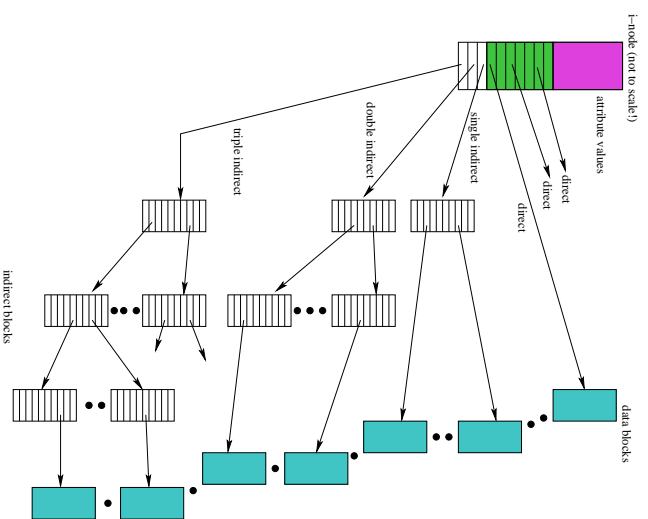 i-node (not to scale!)
attribute values
direct
direct
direct
single indirect
double indirect
triple indirect
data blocks
indirect blocks